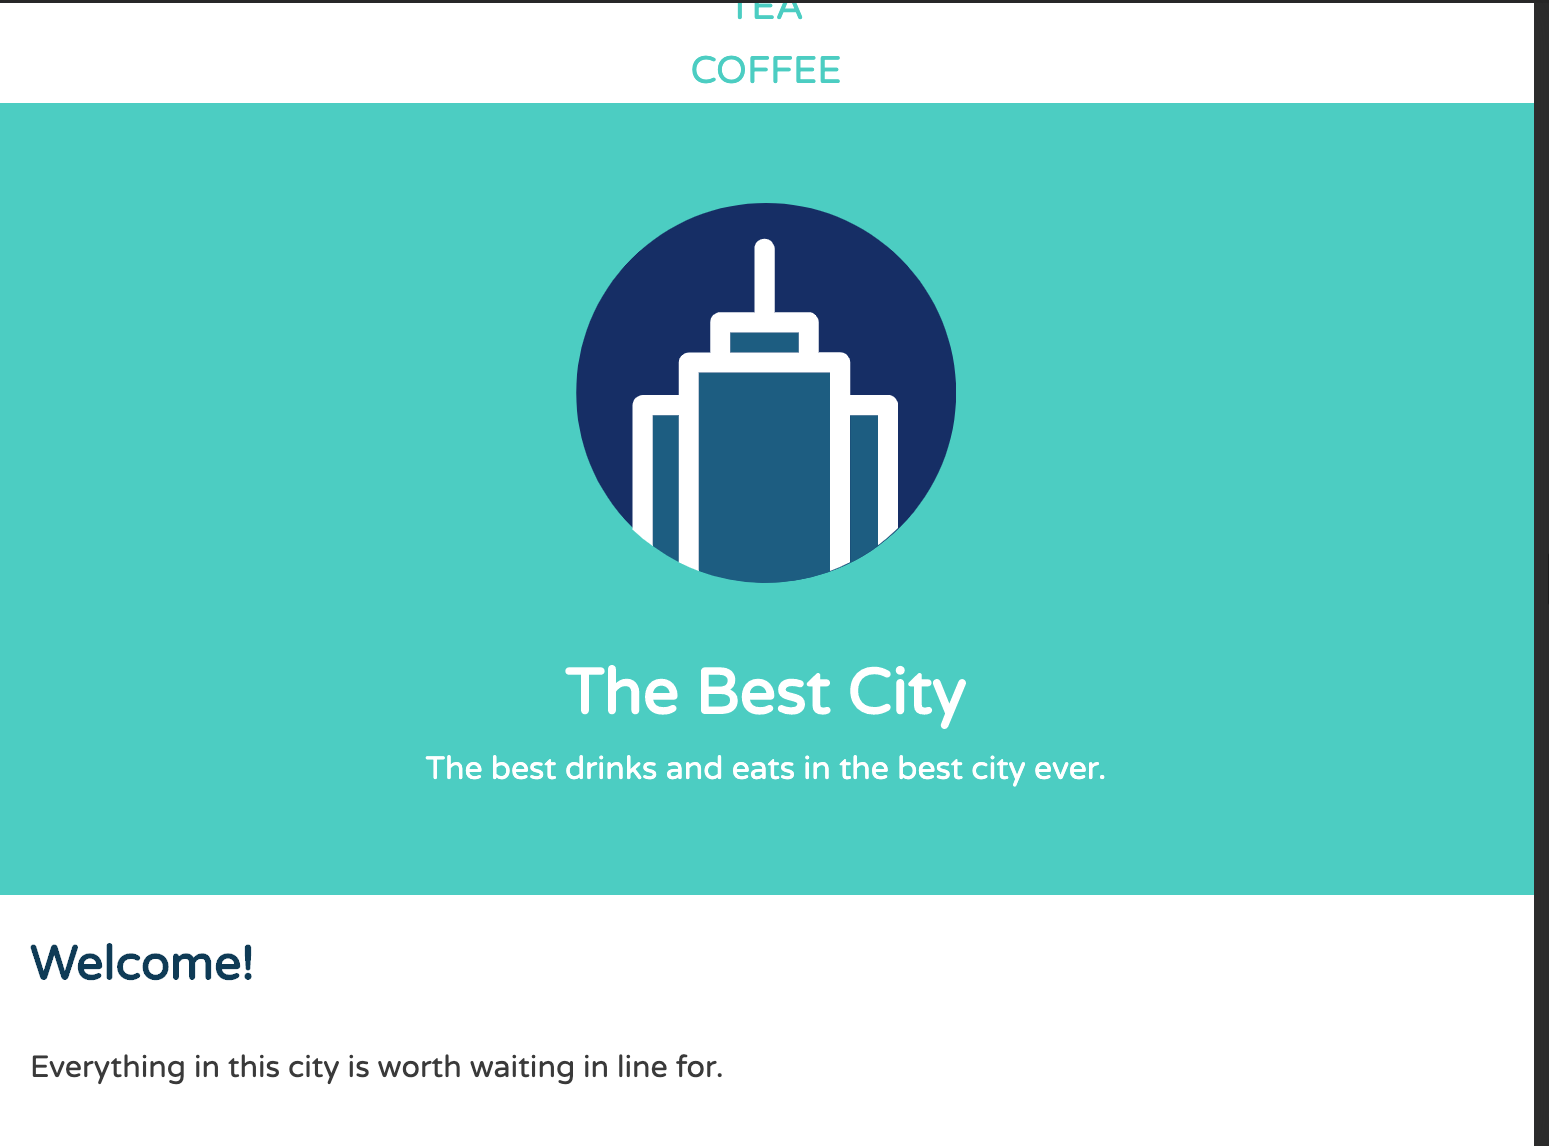 TEA
COFFEE
The Best City
The best drinks and eats in the best city ever.
Welcome!
Everything in this city is worth waiting in line for.